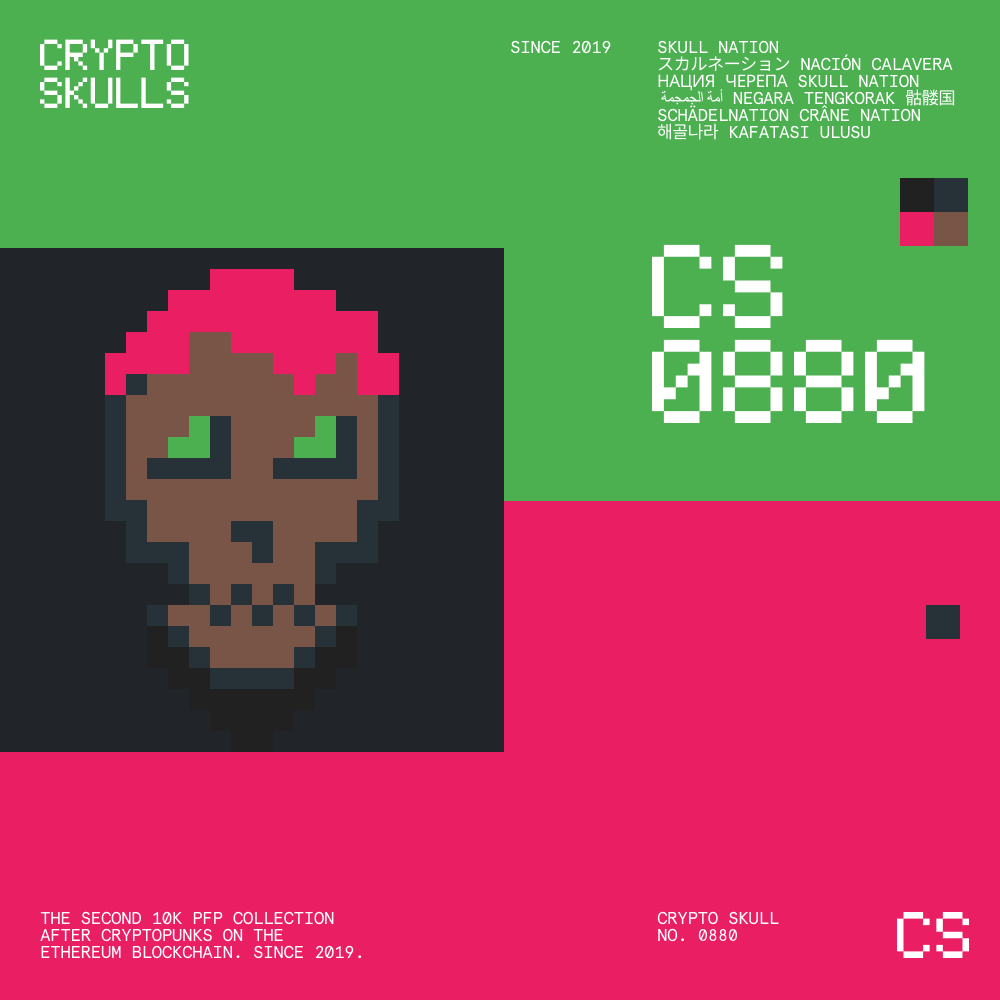 CRYPTO
SKULLS
SINCE 2019
SKULL NATION
スカルネーション NACIÓN CALAVERA
НАЦИЯ ЧЕРЕПА SKULL NATION
أمة الجمجمة NEGARA TENGKORAK 骷髅国
SCHÄDELNATION CRÂNE NATION
해골나라 KAFATASI ULUSU
CS
0880
THE SECOND 10K PFP COLLECTION
AFTER CRYPTOPUNKS ON THE
ETHEREUM BLOCKCHAIN. SINCE 2019.
CRYPTO SKULL
NO. 0880
CS